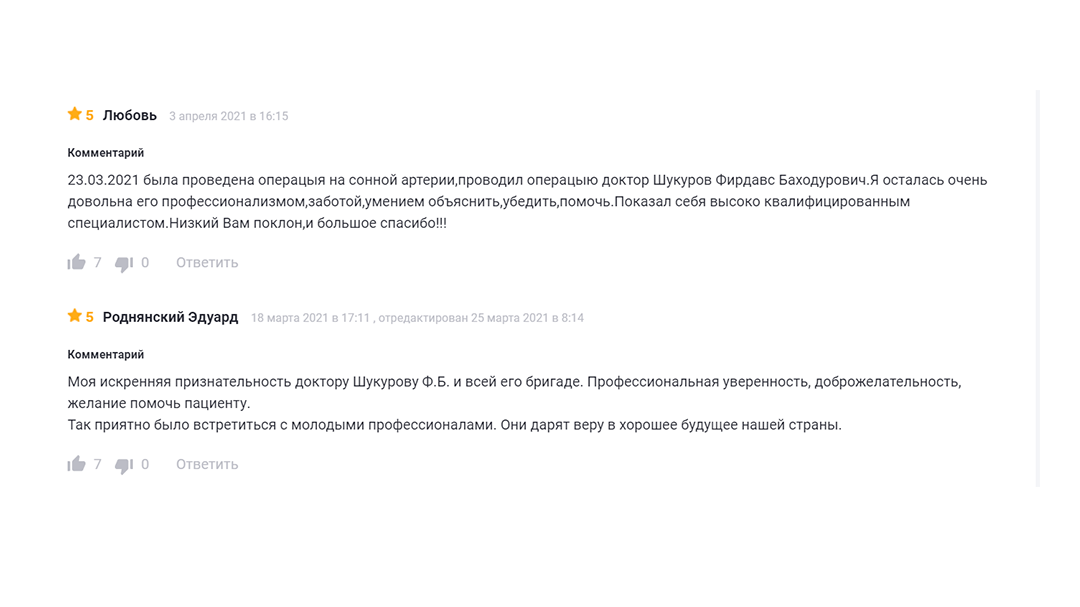 5 Любовь 3 апреля 2021 в 16:15
Комментарий
23.03.2021 была проведена операцыя на сонной артерии,проводил операцыю доктор Шукуров Фирдавс Баходурович.Я осталась очень
довольна его профессионализмом,заботой,умением объяснить,убедить,помочь.Показал себя высоко квалифицированным
специалистом.Низкий Вам поклон,и большое спасибо!!!
7 0 Ответить
5 Роднянский Эдуард 18 марта 2021 в 17:11 , отредактирован 25 марта 2021 в 8:14
Комментарий
Моя искренняя признательность доктору Шукурову Ф.Б. и всей его бригаде. Профессиональная уверенность, доброжелательность,
желание помочь пациенту.
Так приятно было встретиться с молодыми профессионалами. Они дарят веру в хорошее будущее нашей страны.
7 0 Ответить